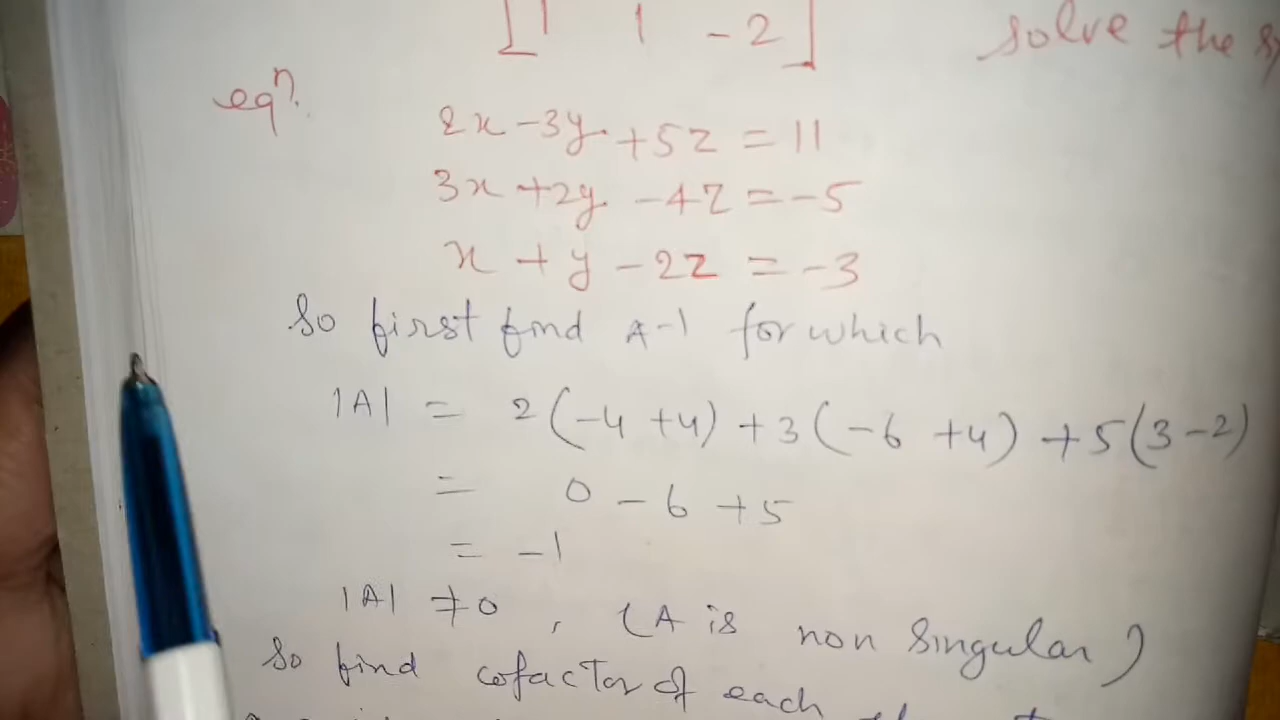 [1 1 -2] solve the
eqn.
2x-3y+5z=11
3x+2y-4z=-5
x+y-2z=-3
So first find A-1 for which
|A| = 2(-4+4)+3(-6+4)+5(3-2)
= 0-6+5
= -1
|A| ≠0, (A is non singular)
So find cofactor of each